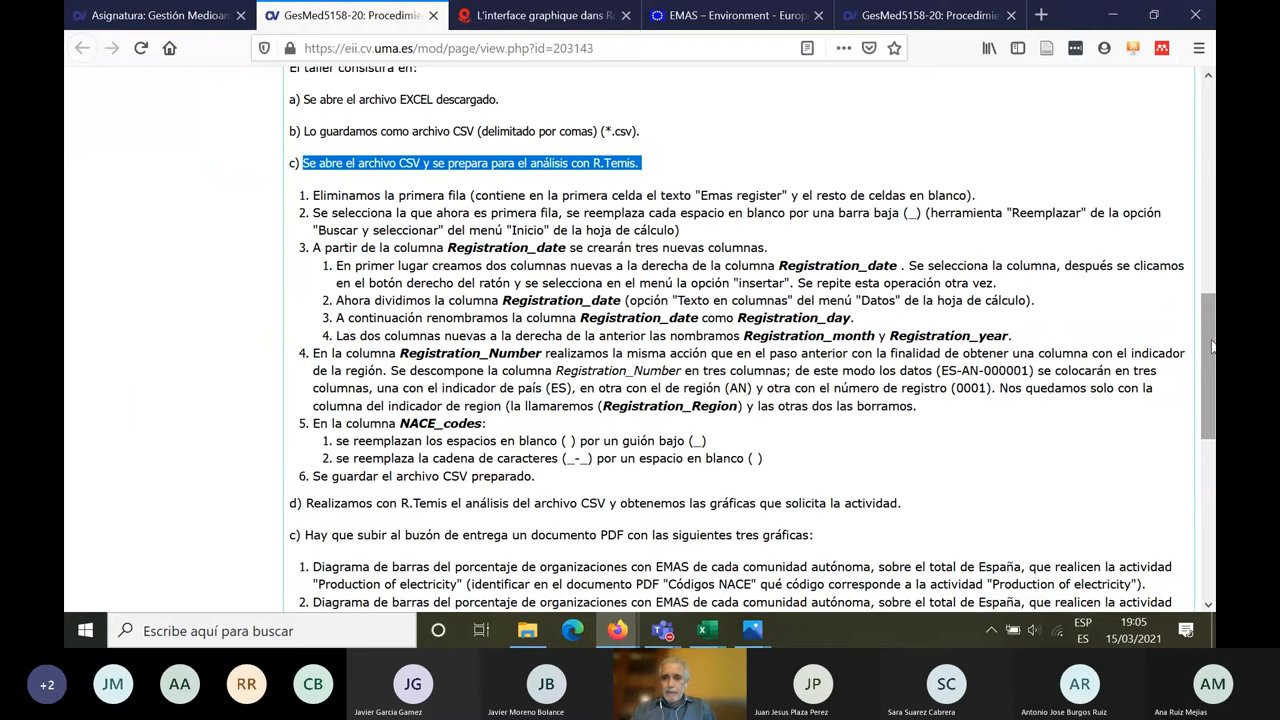 Asignatura: Gestión Medioam
GesMed5158-20: Procedimie
L'interface graphique dans R
EMAS – Environment - Europ
GesMed5158-20: Procedimie
https://eii.cv.uma.es/mod/page/view.php?id=203143
El taller consistirá en:
a) Se abre el archivo EXCEL descargado.
b) Lo guardamos como archivo CSV (delimitado por comas) (*.csv).
c) Se abre el archivo CSV y se prepara para el análisis con R.Temis.
1. Eliminamos la primera fila (contiene en la primera celda el texto "Emas register" y el resto de celdas en blanco).
2. Se selecciona la que ahora es primera fila, se reemplaza cada espacio en blanco por una barra baja (_) (herramienta "Reemplazar" de la opción
"Buscar y seleccionar" del menú "Inicio" de la hoja de cálculo)
3. A partir de la columna Registration_date se crearán tres nuevas columnas.
1. En primer lugar creamos dos columnas nuevas a la derecha de la columna Registration_date . Se selecciona la columna, después se clicamos
en el botón derecho del ratón y se selecciona en el menú la opción "insertar". Se repite esta operación otra vez.
2. Ahora dividimos la columna Registration_date (opción "Texto en columnas" del menú "Datos" de la hoja de cálculo).
3. A continuación renombramos la columna Registration_date como Registration_day.
4. Las dos columnas nuevas a la derecha de la anterior las nombramos Registration_month y Registration_year.
4. En la columna Registration_Number realizamos la misma acción que en el paso anterior con la finalidad de obtener una columna con el indicador
de la región. Se descompone la columna Registration_Number en tres columnas; de este modo los datos (ES-AN-000001) se colocarán en tres
columnas, una con el indicador de país (ES), en otra con el de región (AN) y otra con el número de registro (0001). Nos quedamos solo con la
columna del indicador de region (la llamaremos (Registration_Region) y las otras dos las borramos.
5. En la columna NACE_codes:
1. se reemplazan los espacios en blanco ( ) por un guión bajo (_)
2. se reemplaza la cadena de caracteres (_-_) por un espacio en blanco ( )
6. Se guardar el archivo CSV preparado.
d) Realizamos con R.Temis el análisis del archivo CSV y obtenemos las gráficas que solicita la actividad.
c) Hay que subir al buzón de entrega un documento PDF con las siguientes tres gráficas:
1. Diagrama de barras del porcentaje de organizaciones con EMAS de cada comunidad autónoma, sobre el total de España, que realicen la actividad
"Production of electricity" (identificar en el documento PDF "Códigos NACE" qué código corresponde a la actividad "Production of electricity").
2. Diagrama de barras del porcentaje de organizaciones con EMAS de cada comunidad autónoma, sobre el total de España, que realicen la actividad
Escribe aquí para buscar
ESP
ES
19:05
15/03/2021
+2
JM
AA
RR
CB
JG
JB
JP
SC
AR
AM
Javier Garcia Gamez
Javier Moreno Bolance
Juan Jesus Plaza Perez
Sara Suarez Cabrera
Antonio Jose Burgos Ruiz
Ana Ruiz Mejias